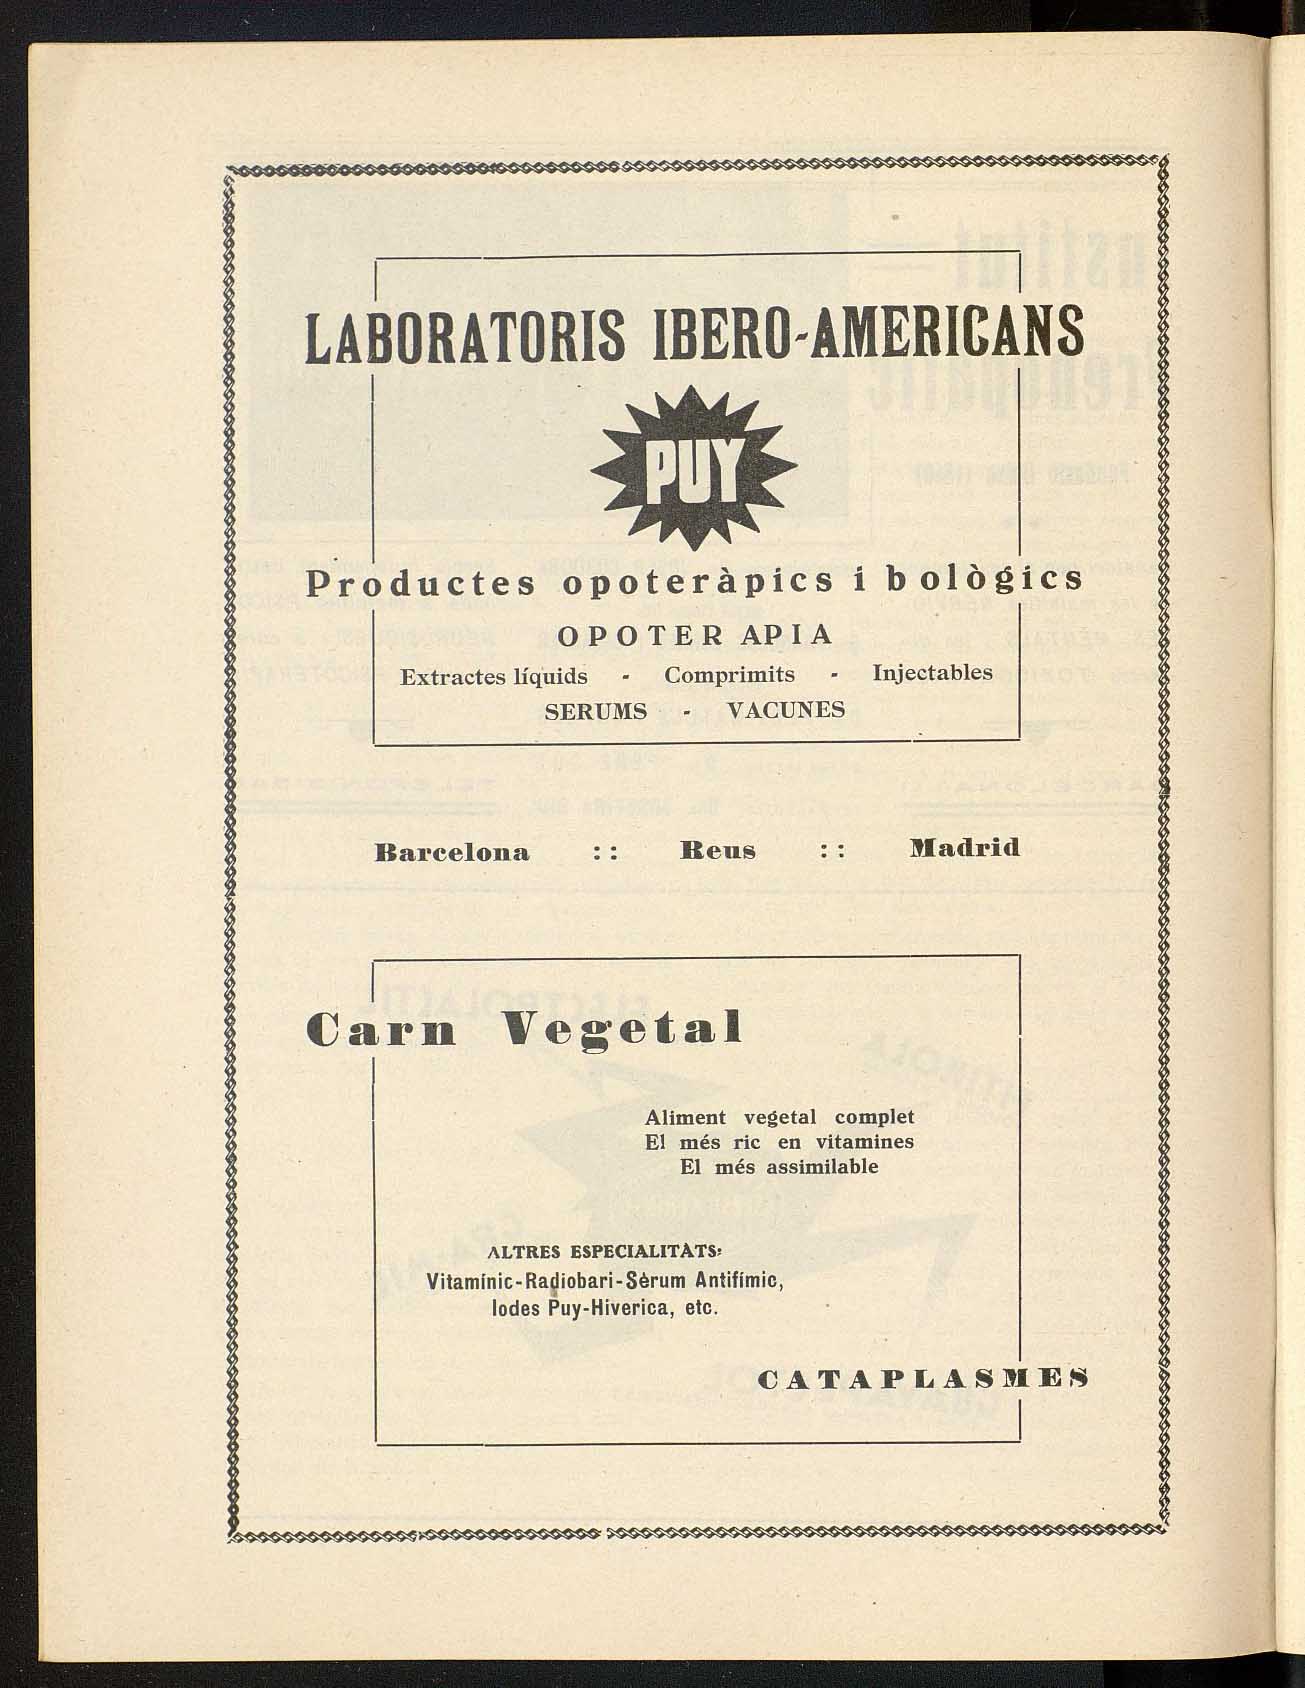 LABORATORIS IBERO-AMERICANS
PUY
Productes opoteràpics i bològics
OPOTERAPIA
Extractes líquids - Comprimits - Injectables
SERUMS - VACUNES
Barcelona :: Reus :: Madrid
Carn Vegetal
Aliment vegetal complet
El més ric en vitamines
El més assimilable
ALTRES ESPECIALITÀTS:
Vitamínic-Radiobari-Sèrum Antifímic,
Iodes Puy-Hiverica, etc.
CATAPLASMES